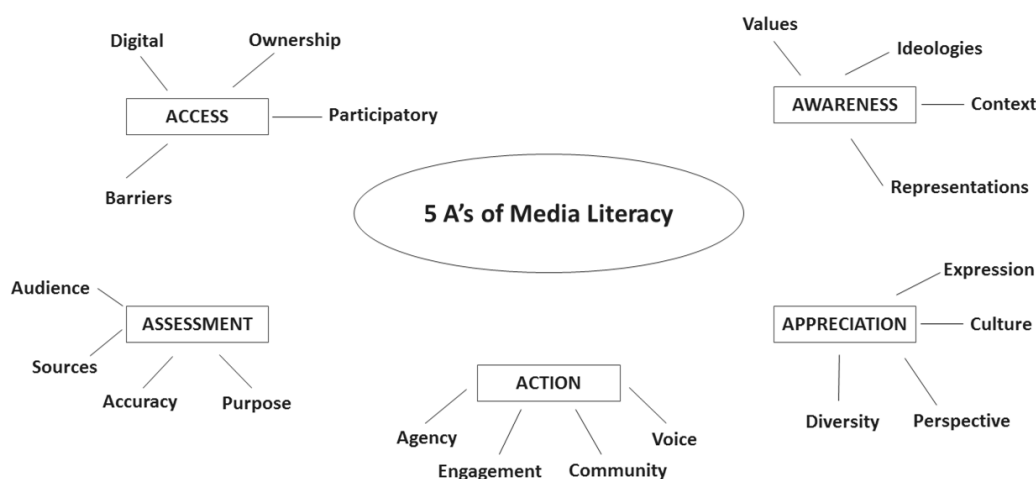 Digital
Ownership
ACCESS
Participatory
Barriers
Values
Ideologies
AWARENESS
Context
Representations
5 A’s of Media Literacy
Audience
ASSESSMENT
Sources
Accuracy
Purpose
ACTION
Agency
Engagement
Community
Voice
Expression
APPRECIATION
Culture
Diversity
Perspective